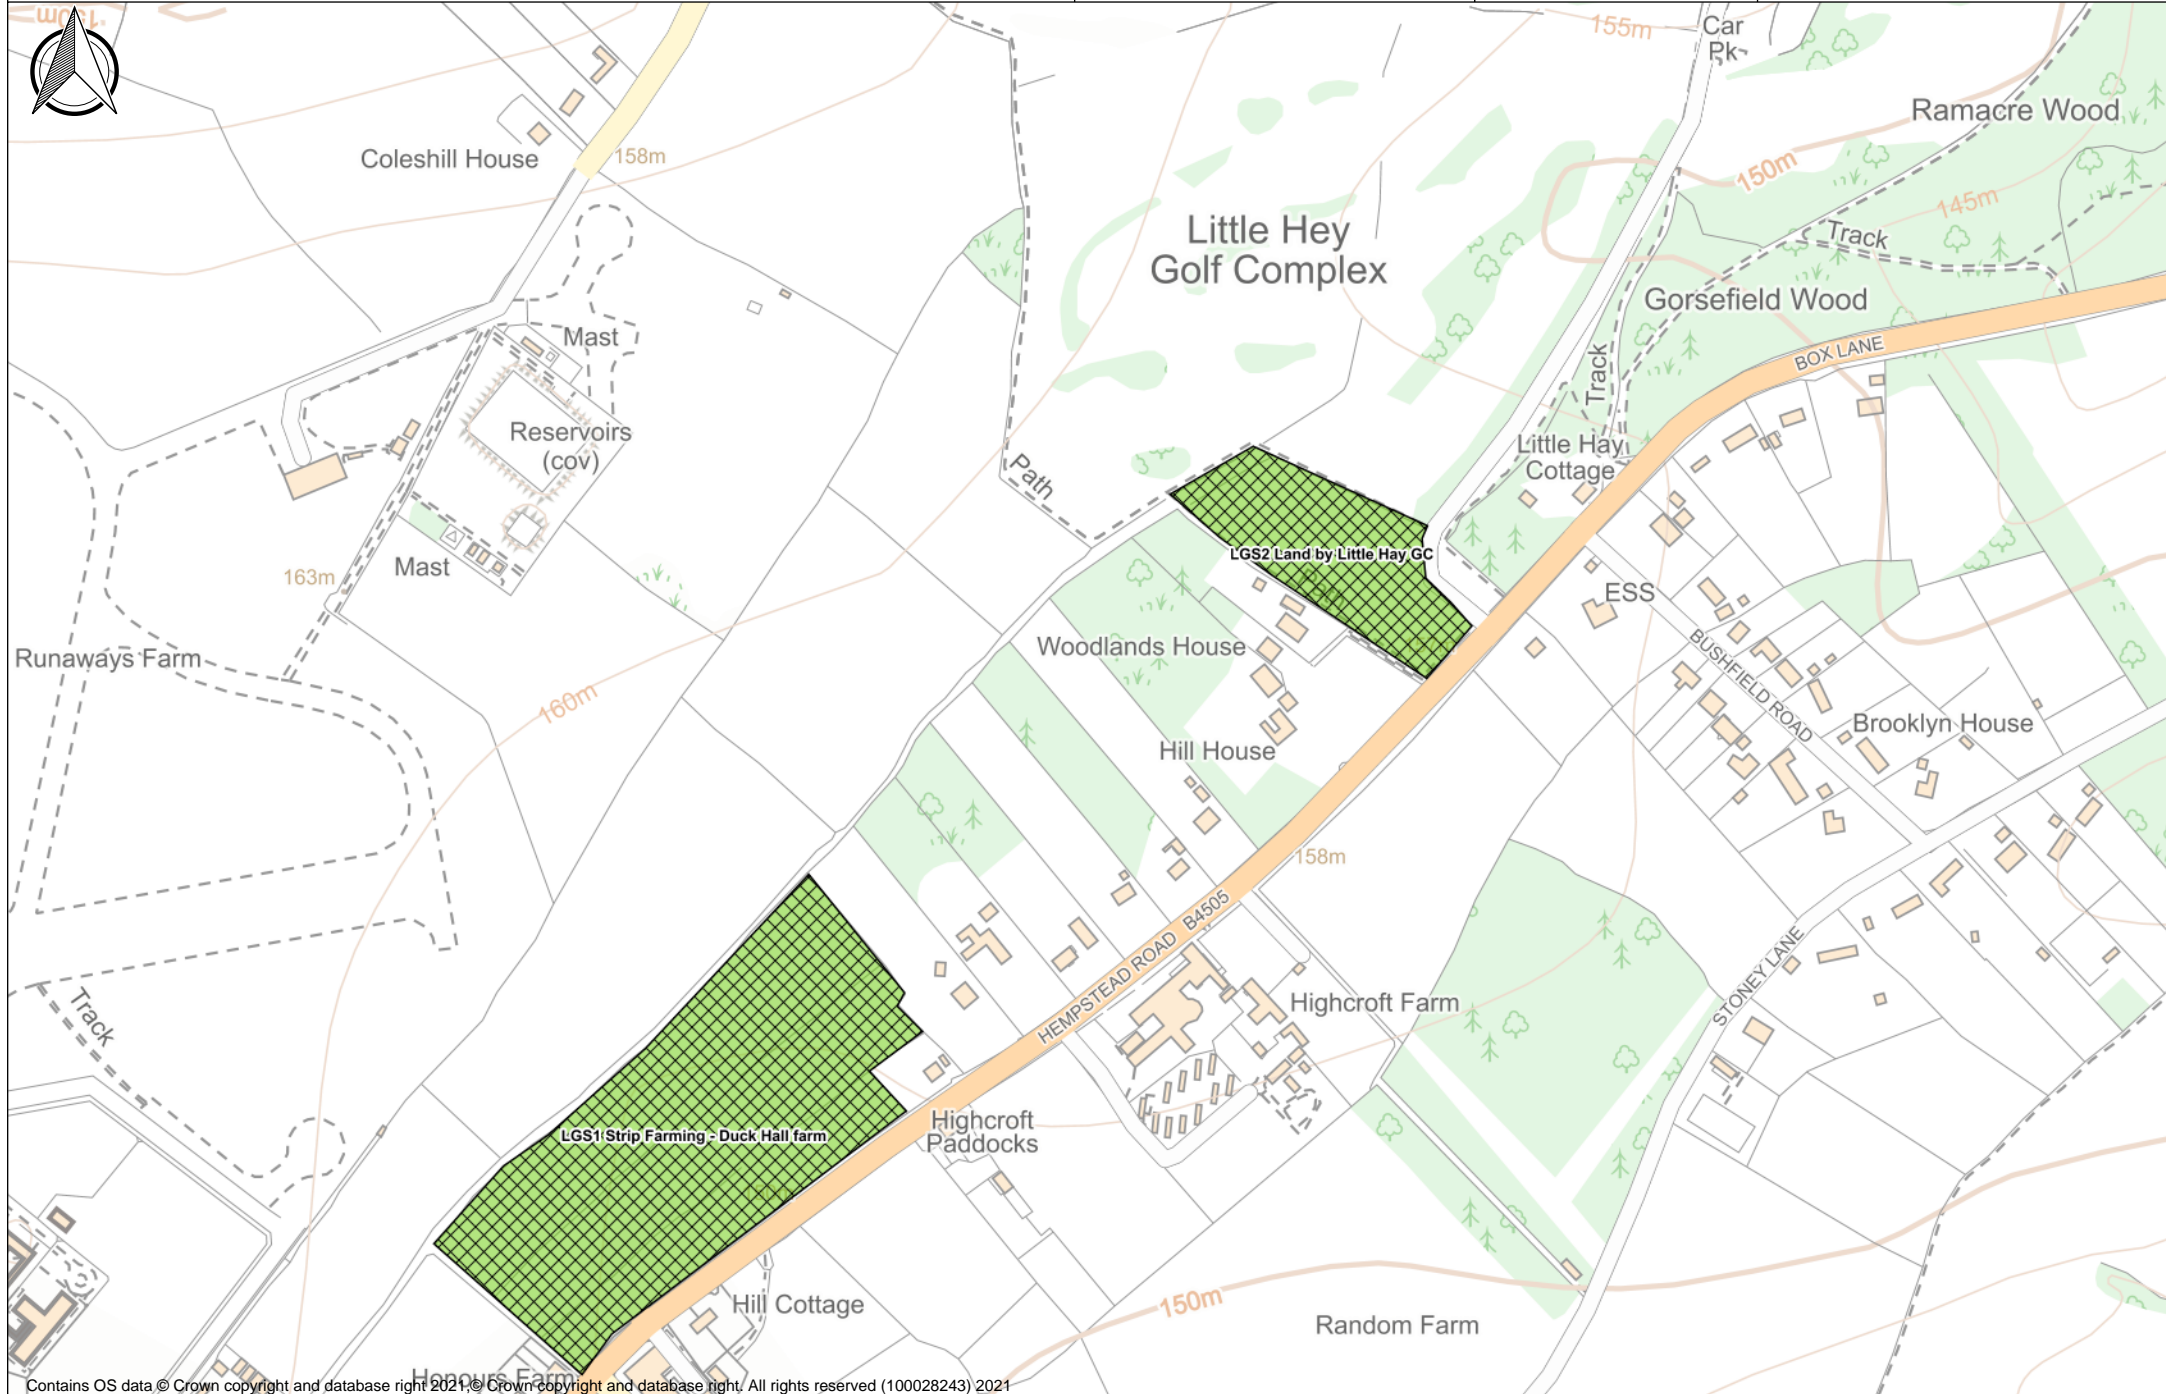 155m
Car
Pk
Ramacre Wood
Coleshill House
158m
150m
145m
Little Hey
Golf Complex
Track
Gorsefield Wood
Mast
BOX LANE
Track
Reservoirs
(cov)
Little Hay
Cottage
Path
LGS2 Land by Little Hay GC
Mast
163m
Path
ESS
Woodlands House
BUSHFIELD ROAD
Runaways Farm
160m
Brooklyn House
Hill House
158m
HEMPSTEAD ROAD B4505
STONEY LANE
Highcroft Farm
Track
Highcroft
Paddocks
LGS1 Strip Farming - Duck Hall farm
Hill Cottage
150m
Random Farm
Honours Farm
Contains OS data © Crown copyright and database right 2021,© Crown copyright and database right. All rights reserved (100028243) 2021